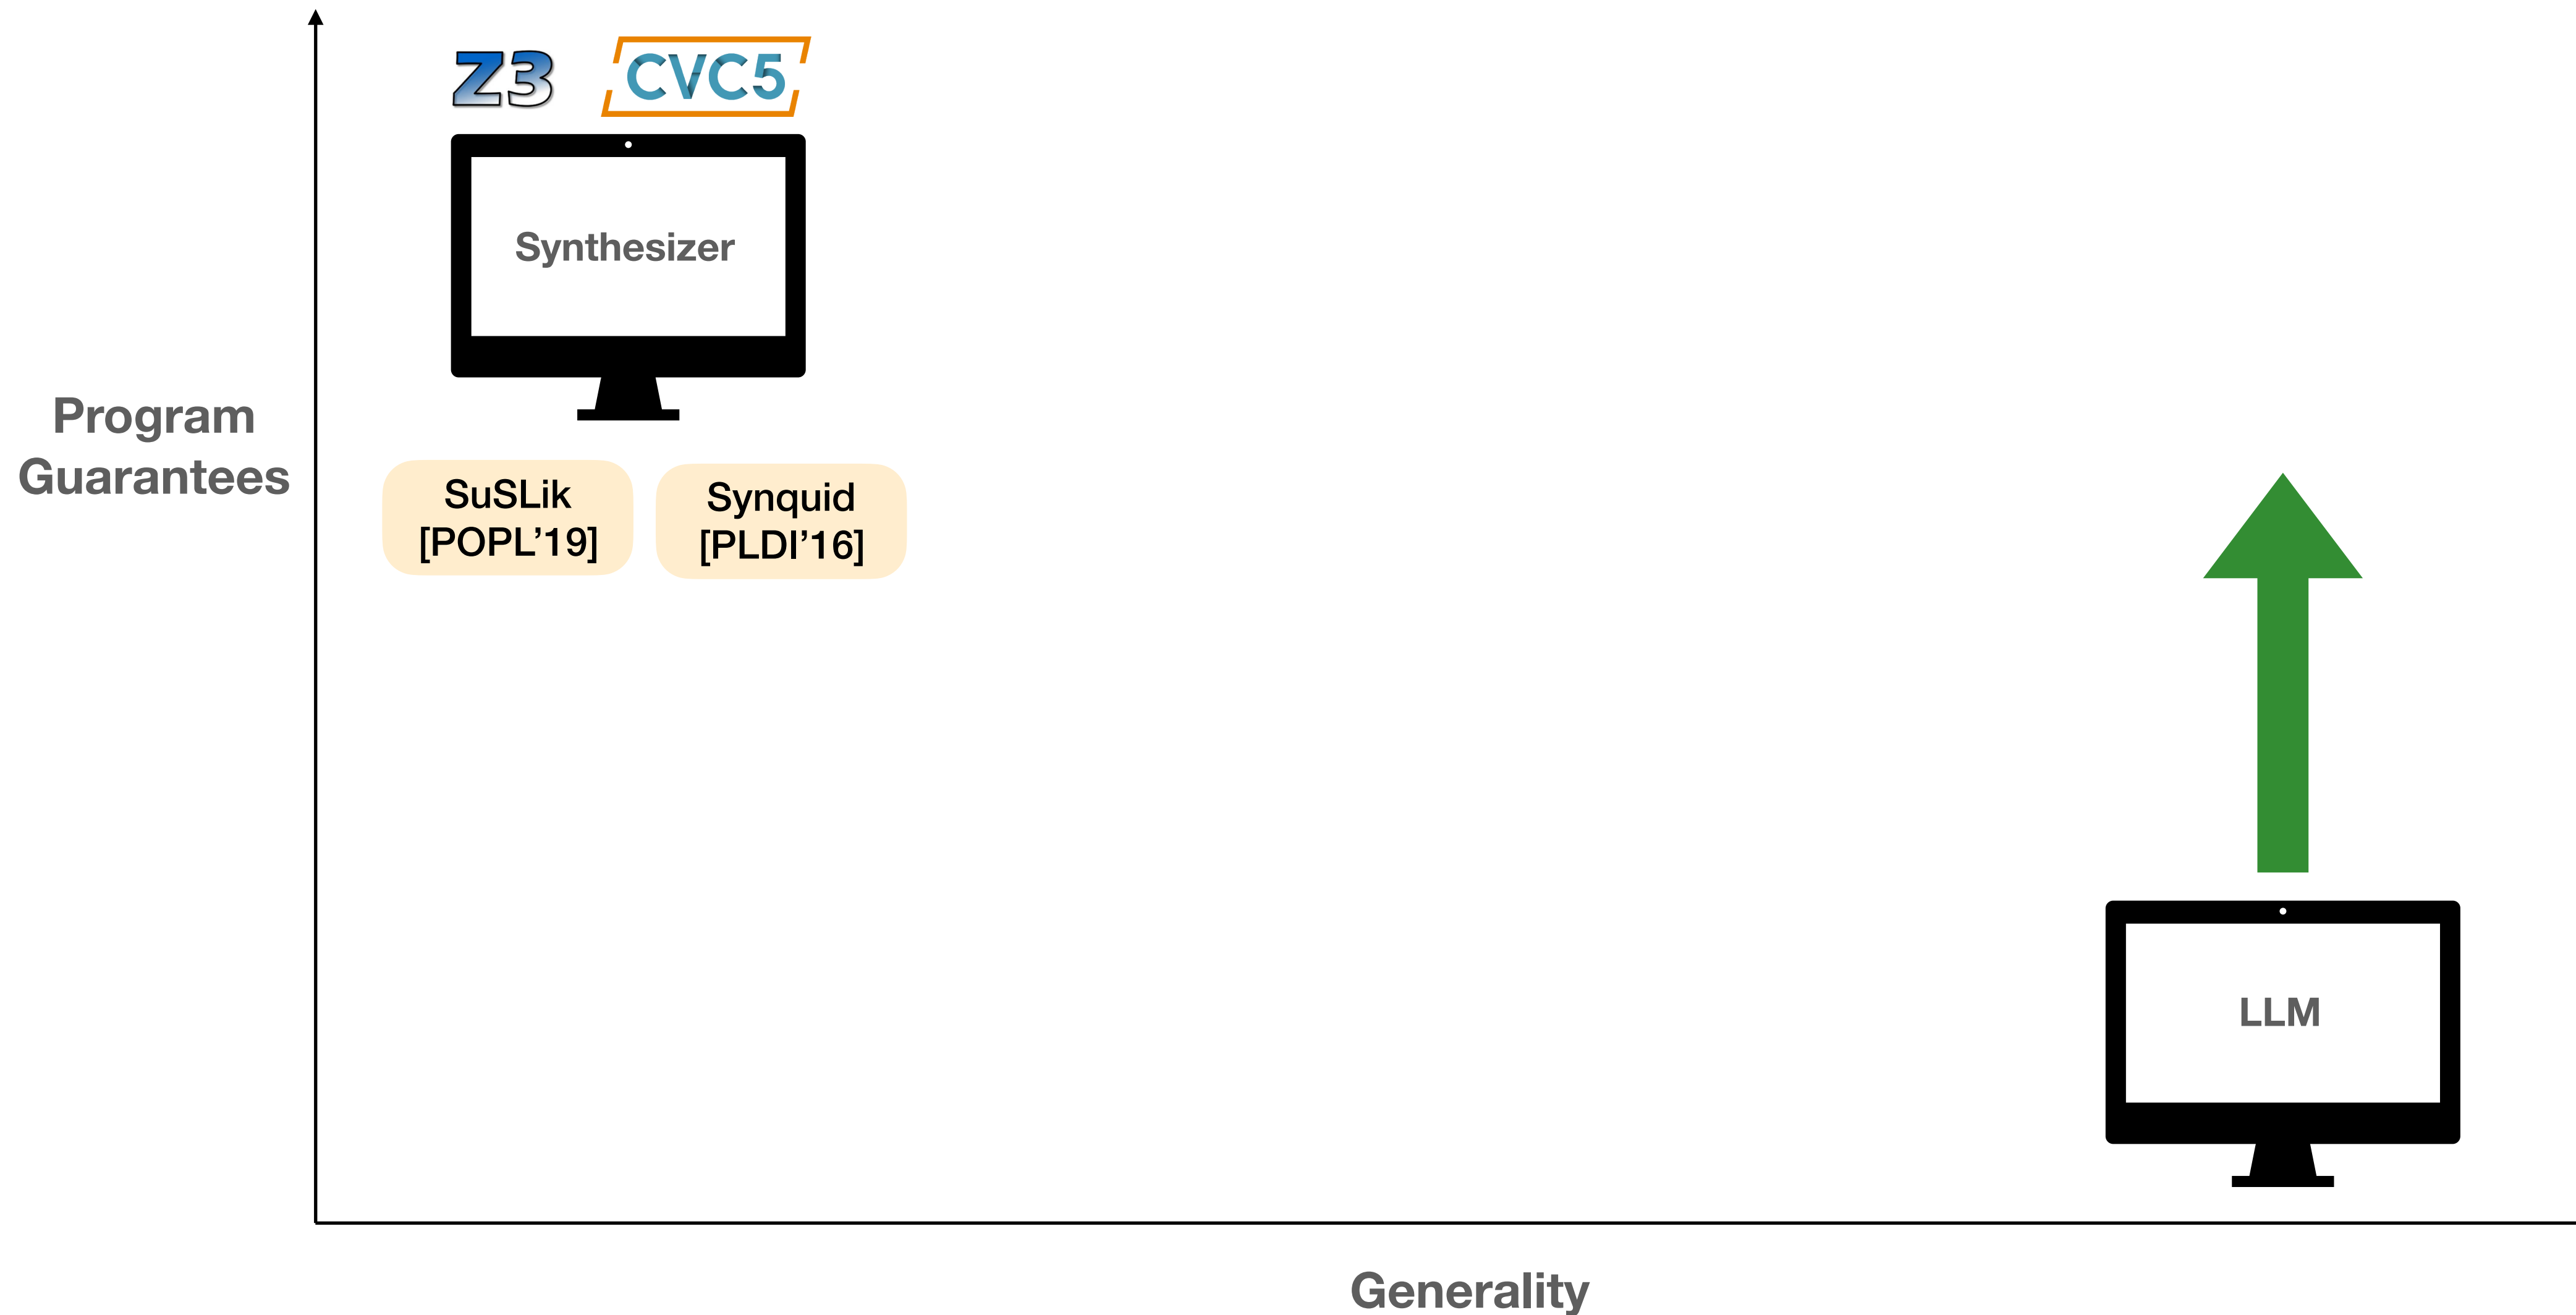 Z3
CVC5
Synthesizer
Program
Guarantees
SuSLik
[POPL’19]
Synquid
[PLDI’16]
LLM
Generality